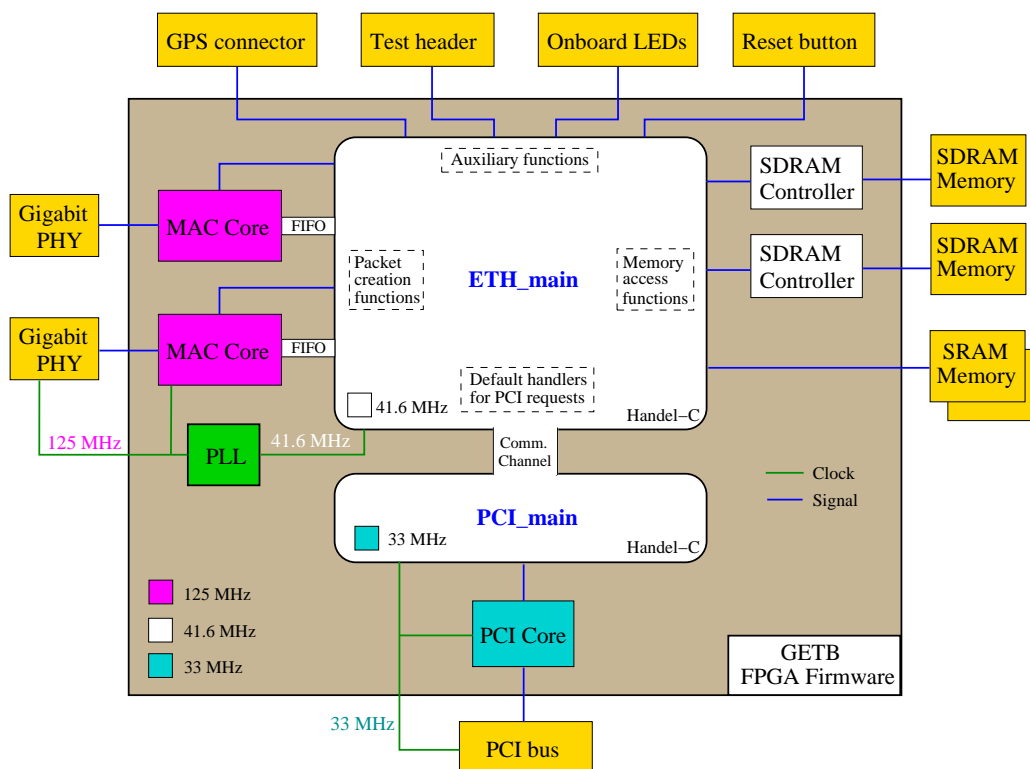 GPS connector
Test header
Onboard LEDs
Reset button
Auxiliary functions
SDRAM
Controller
SDRAM
Memory
Gigabit
PHY
MAC Core
FIFO
Packet
creation
functions
ETH_main
Memory
access
functions
SDRAM
Controller
SDRAM
Memory
Gigabit
PHY
MAC Core
FIFO
SRAM
Memory
Default handlers
for PCI requests
41.6 MHz
Handel–C
125 MHz
PLL
41.6 MHz
Comm.
Channel
Clock
Signal
PCI_main
33 MHz
Handel–C
125 MHz
41.6 MHz
33 MHz
PCI Core
GETB
FPGA Firmware
33 MHz
PCI bus